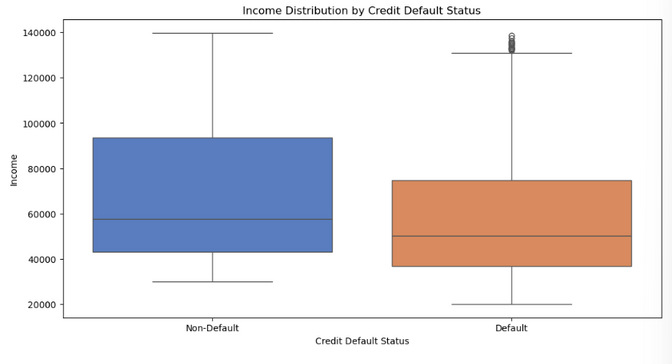 Income Distribution by Credit Default Status
140000
120000
100000
80000
60000
40000
20000
Income
Non-Default
Default
Credit Default Status